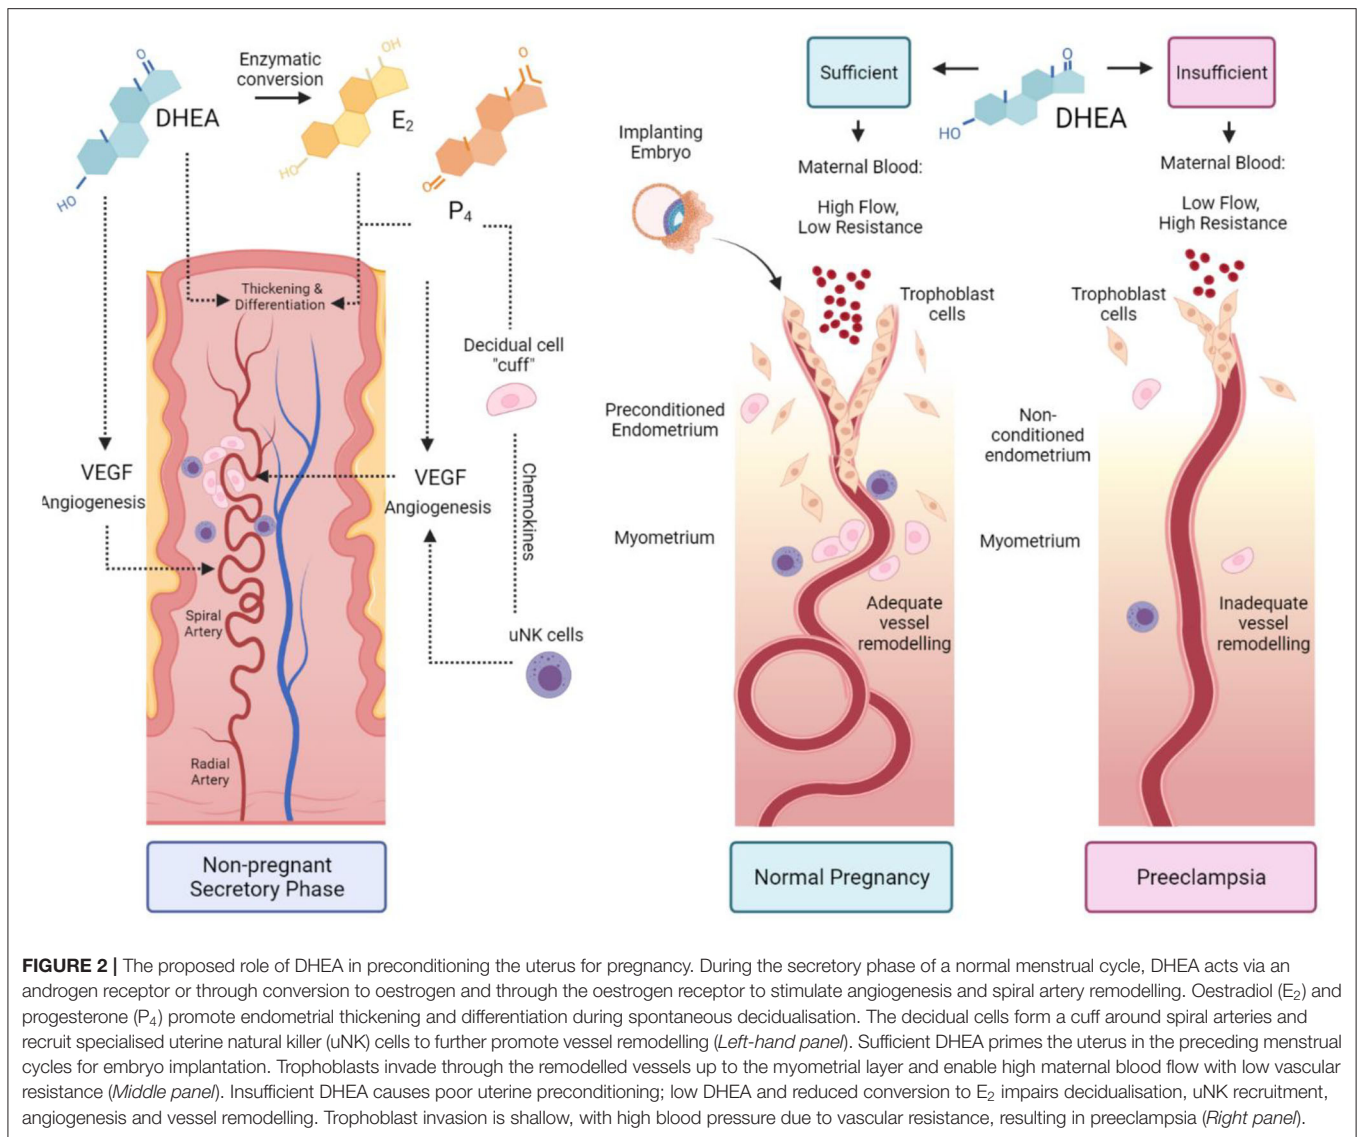 DHEA
O
HO
Enzymatic
conversion
E2
OH
HO
P4
O
O
Thickening &
Differentiation
Decidual cell
"cuff"
VEGF
Angiogenesis
VEGF
Angiogenesis
Chemokines
Spiral
Artery
uNK cells
Radial
Artery
Non-pregnant
Secretory Phase
Sufficient
DHEA
O
HO
Insufficient
Implanting
Embryo
Maternal Blood:
High Flow,
Low Resistance
Trophoblast
cells
Preconditioned
Endometrium
Myometrium
Adequate
vessel
remodelling
Normal Pregnancy
Maternal Blood:
Low Flow,
High Resistance
Trophoblast
cells
Non-
conditioned
endometrium
Myometrium
Inadequate
vessel
remodelling
Preeclampsia
FIGURE 2 | The proposed role of DHEA in preconditioning the uterus for pregnancy. During the secretory phase of a normal menstrual cycle, DHEA acts via an
androgen receptor or through conversion to oestrogen and through the oestrogen receptor to stimulate angiogenesis and spiral artery remodelling. Oestradiol (E2) and
progesterone (P4) promote endometrial thickening and differentiation during spontaneous decidualisation. The decidual cells form a cuff around spiral arteries and
recruit specialised uterine natural killer (uNK) cells to further promote vessel remodelling (Left-hand panel). Sufficient DHEA primes the uterus in the preceding menstrual
cycles for embryo implantation. Trophoblasts invade through the remodelled vessels up to the myometrial layer and enable high maternal blood flow with low vascular
resistance (Middle panel). Insufficient DHEA causes poor uterine preconditioning; low DHEA and reduced conversion to E2 impairs decidualisation, uNK recruitment,
angiogenesis and vessel remodelling. Trophoblast invasion is shallow, with high blood pressure due to vascular resistance, resulting in preeclampsia (Right panel).